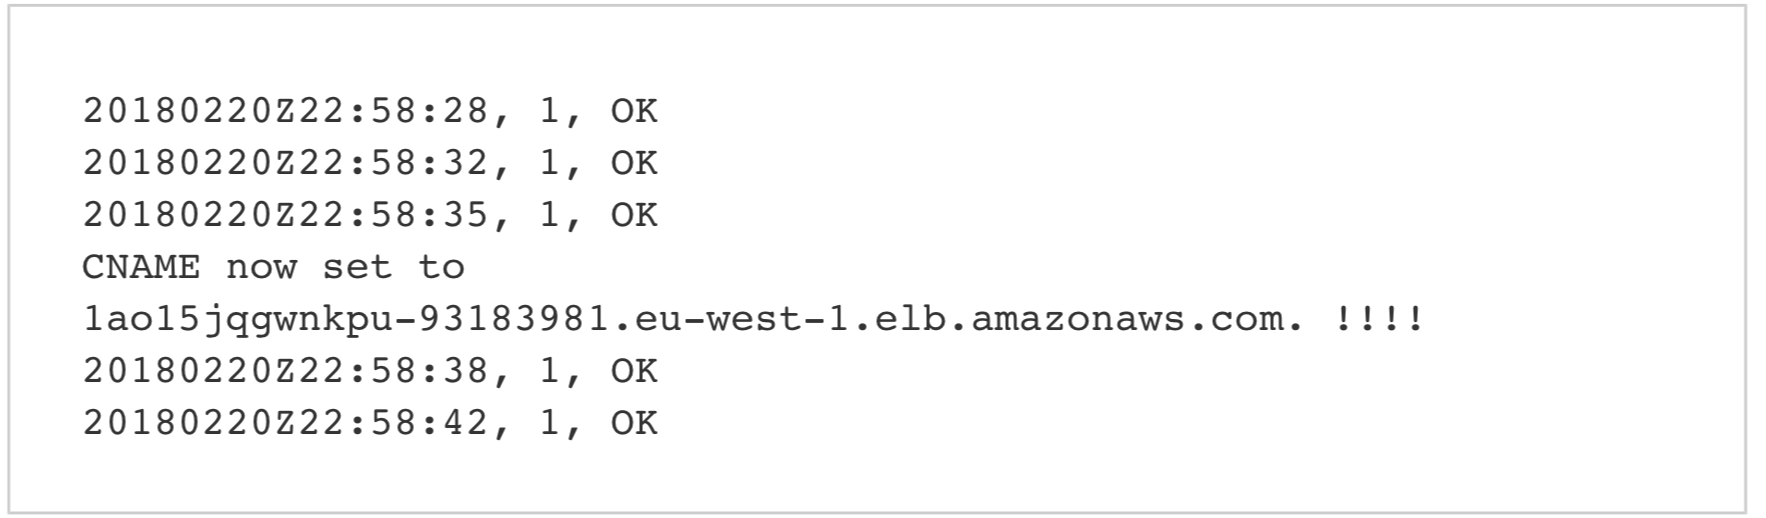 20180220Z22:58:28, 1, OK
20180220Z22:58:32, 1, OK
20180220Z22:58:35, 1, OK
CNAME now set to
1ao15jqgwnkpu-93183981.eu-west-1.elb.amazonaws.com. !!!!
20180220Z22:58:38, 1, OK
20180220Z22:58:42, 1, OK